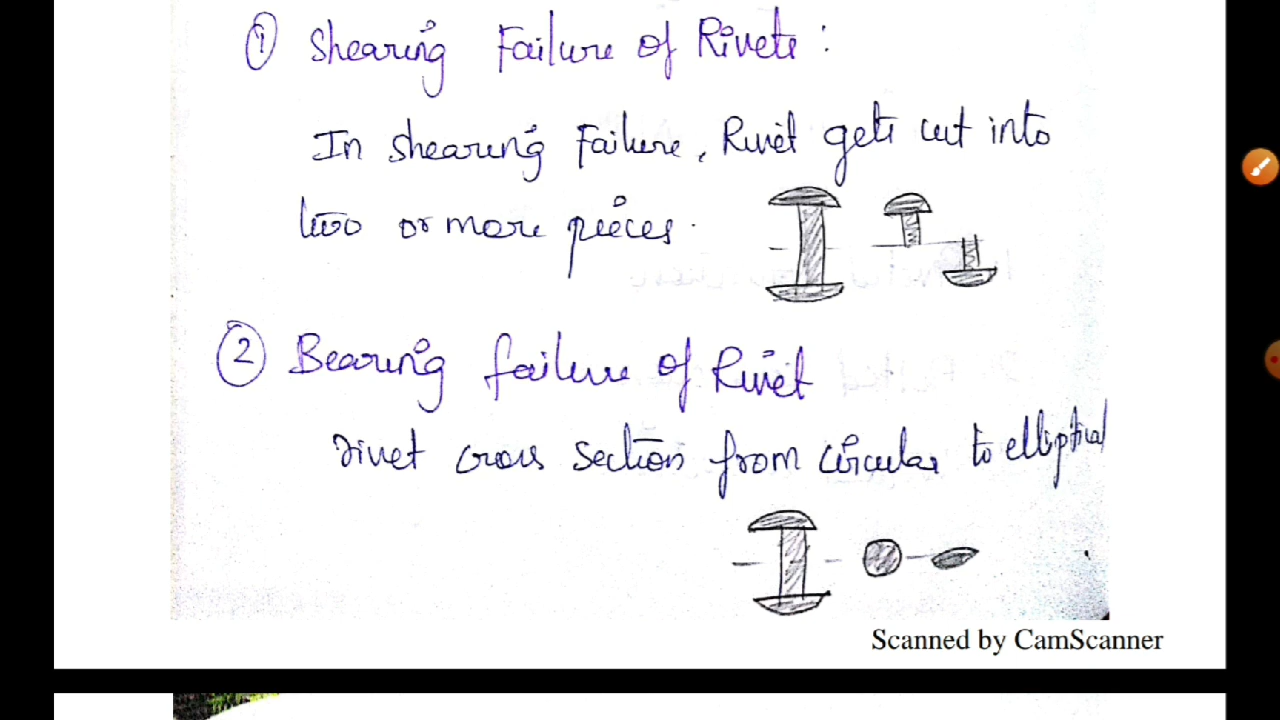 ① Shearing Failure of Rivets :
In shearing Failure, Rivet gets cut into
two or more pieces.
② Bearing failure of Rivet
rivet cross section from circular to elliptical
Scanned by CamScanner